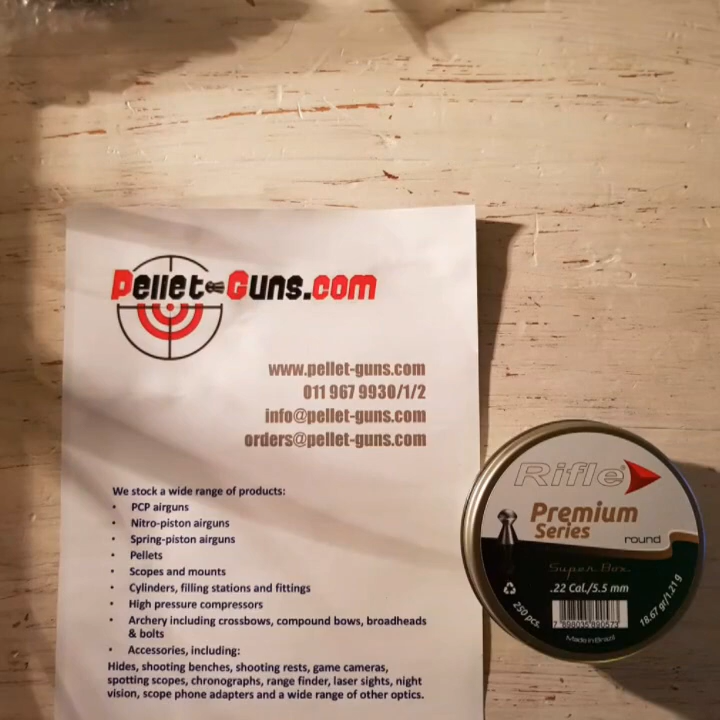 Pellet Guns.com
www.pellet-guns.com
011 967 9930/1/2
info@pellet-guns.com
orders@pellet-guns.com
We stock a wide range of products:
• PCP airguns
• Nitro-piston airguns
• Spring-piston airguns
• Pellets
• Scopes and mounts
• Cylinders, filling stations and fittings
• High pressure compressors
• Archery including crossbows, compound bows, broadheads
& bolts
• Accessories, including:
Hides, shooting benches, shooting rests, game cameras,
spotting scopes, chronographs, range finder, laser sights, night
vision, scope phone adapters and a wide range of other optics.
Rifle®
Premium
Series
round
Super Box
.22 Cal./5.5 mm
250 pcs.
18.67 gr/1.21 g
Made in Brazil